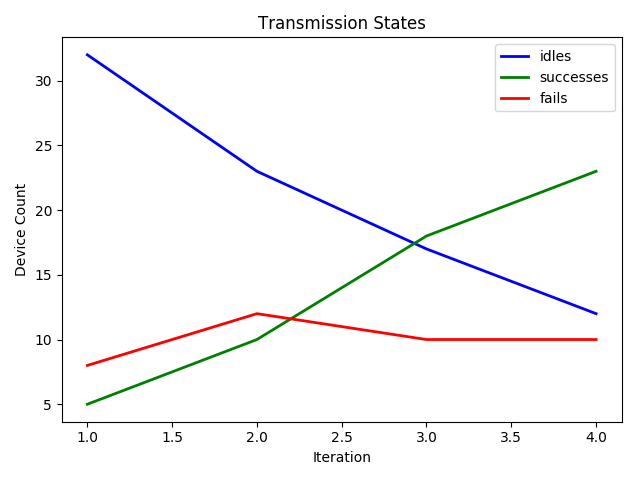 Transmission States
idles
successes
fails
Device Count
30
25
20
15
10
5
1.0 1.5 2.0 2.5 3.0 3.5 4.0
Iteration